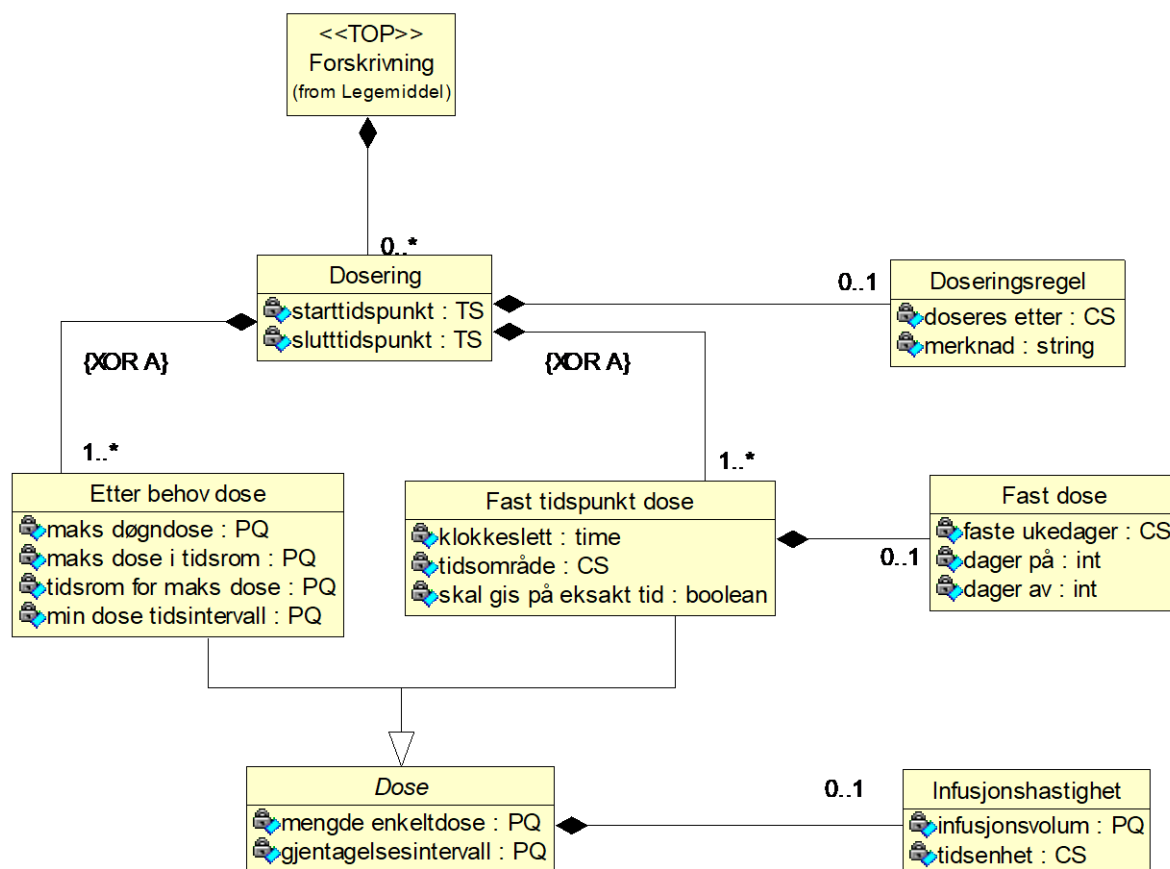 <<TOP>>
Forskrivning
(from Legemiddel)
0..*
Dosering
starttidspunkt : TS
slutttidspunkt : TS
0..1
Doseringsregel
doseres etter : CS
merknad : string
{XOR A}
{XOR A}
1..*
1..*
Etter behov dose
maks døgndose : PQ
maks dose i tidsrom : PQ
tidsrom for maks dose : PQ
min dose tidsintervall : PQ
Fast tidspunkt dose
klokkeslett : time
tidsområde : CS
skal gis på eksakt tid : boolean
0..1
Fast dose
faste ukedager : CS
dager på : int
dager av : int
Dose
mengde enkeltdose : PQ
gjentagelsesintervall : PQ
0..1
Infusjonshastighet
infusjonsvolum : PQ
tidsenhet : CS